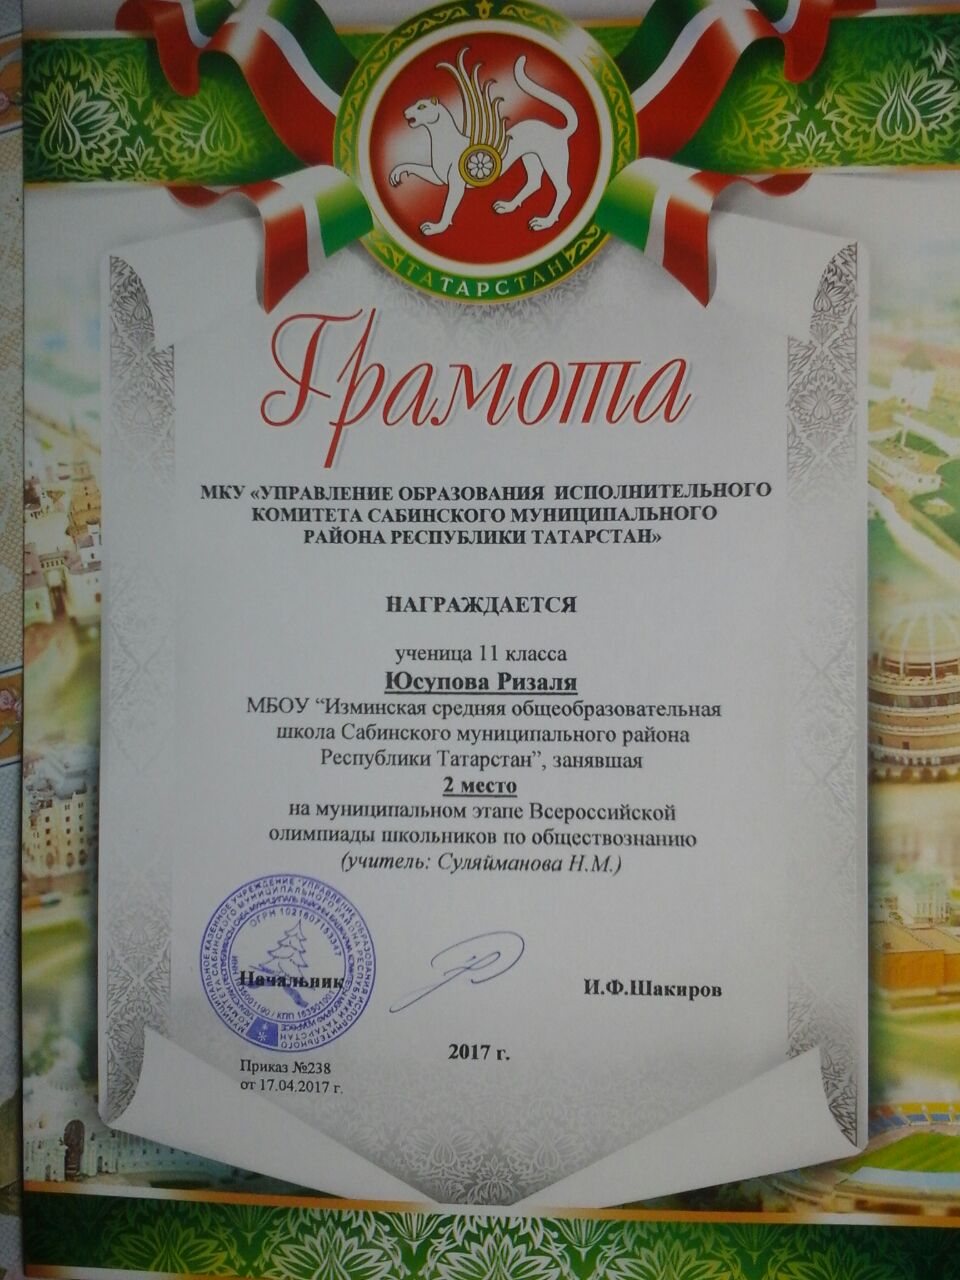 ТАТАРСТАН
Грамота
МКУ «УПРАВЛЕНИЕ ОБРАЗОВАНИЯ ИСПОЛНИТЕЛЬНОГО
КОМИТЕТА САБИНСКОГО МУНИЦИПАЛЬНОГО
РАЙОНА РЕСПУБЛИКИ ТАТАРСТАН»
НАГРАЖДАЕТСЯ
ученица 11 класса
Юсупова Ризаля
МБОУ “Изминская средняя общеобразовательная
школа Сабинского муниципального района
Республики Татарстан”, занявшая
2 место
на муниципальном этапе Всероссийской
олимпиады школьников по обществознанию
(учитель: Суляйманова Н.М.)
ОГРН 1021607153347
Начальник
И.Ф.Шакиров
2017 г.
Приказ №238
от 17.04.2017 г.